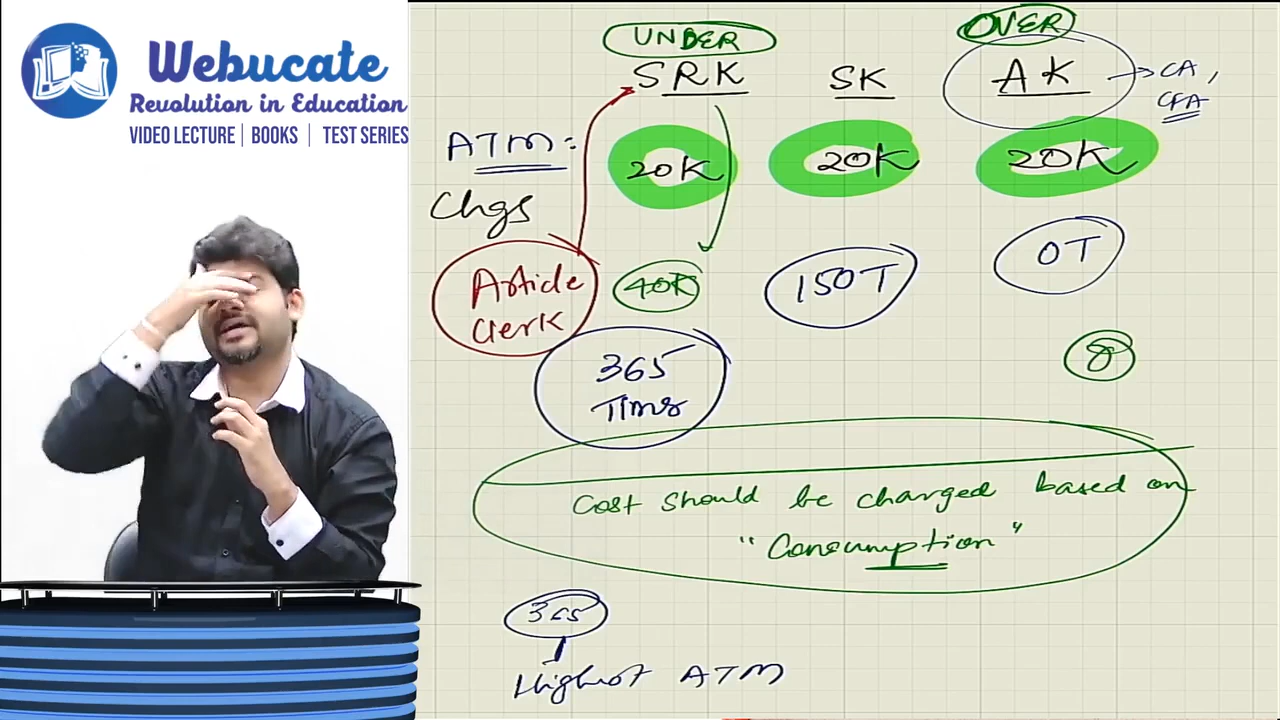 Webucate
Revolution in Education
VIDEO LECTURE | BOOKS | TEST SERIES
UNDER
OVER
SRK
SK
AK
CA,
CFA
ATM:
Chgs
20K
20K
20K
Article
Clerk
40K
150T
0T
365
Times
8
Cost should be charged based on
"Consumption"
365
Highest ATM